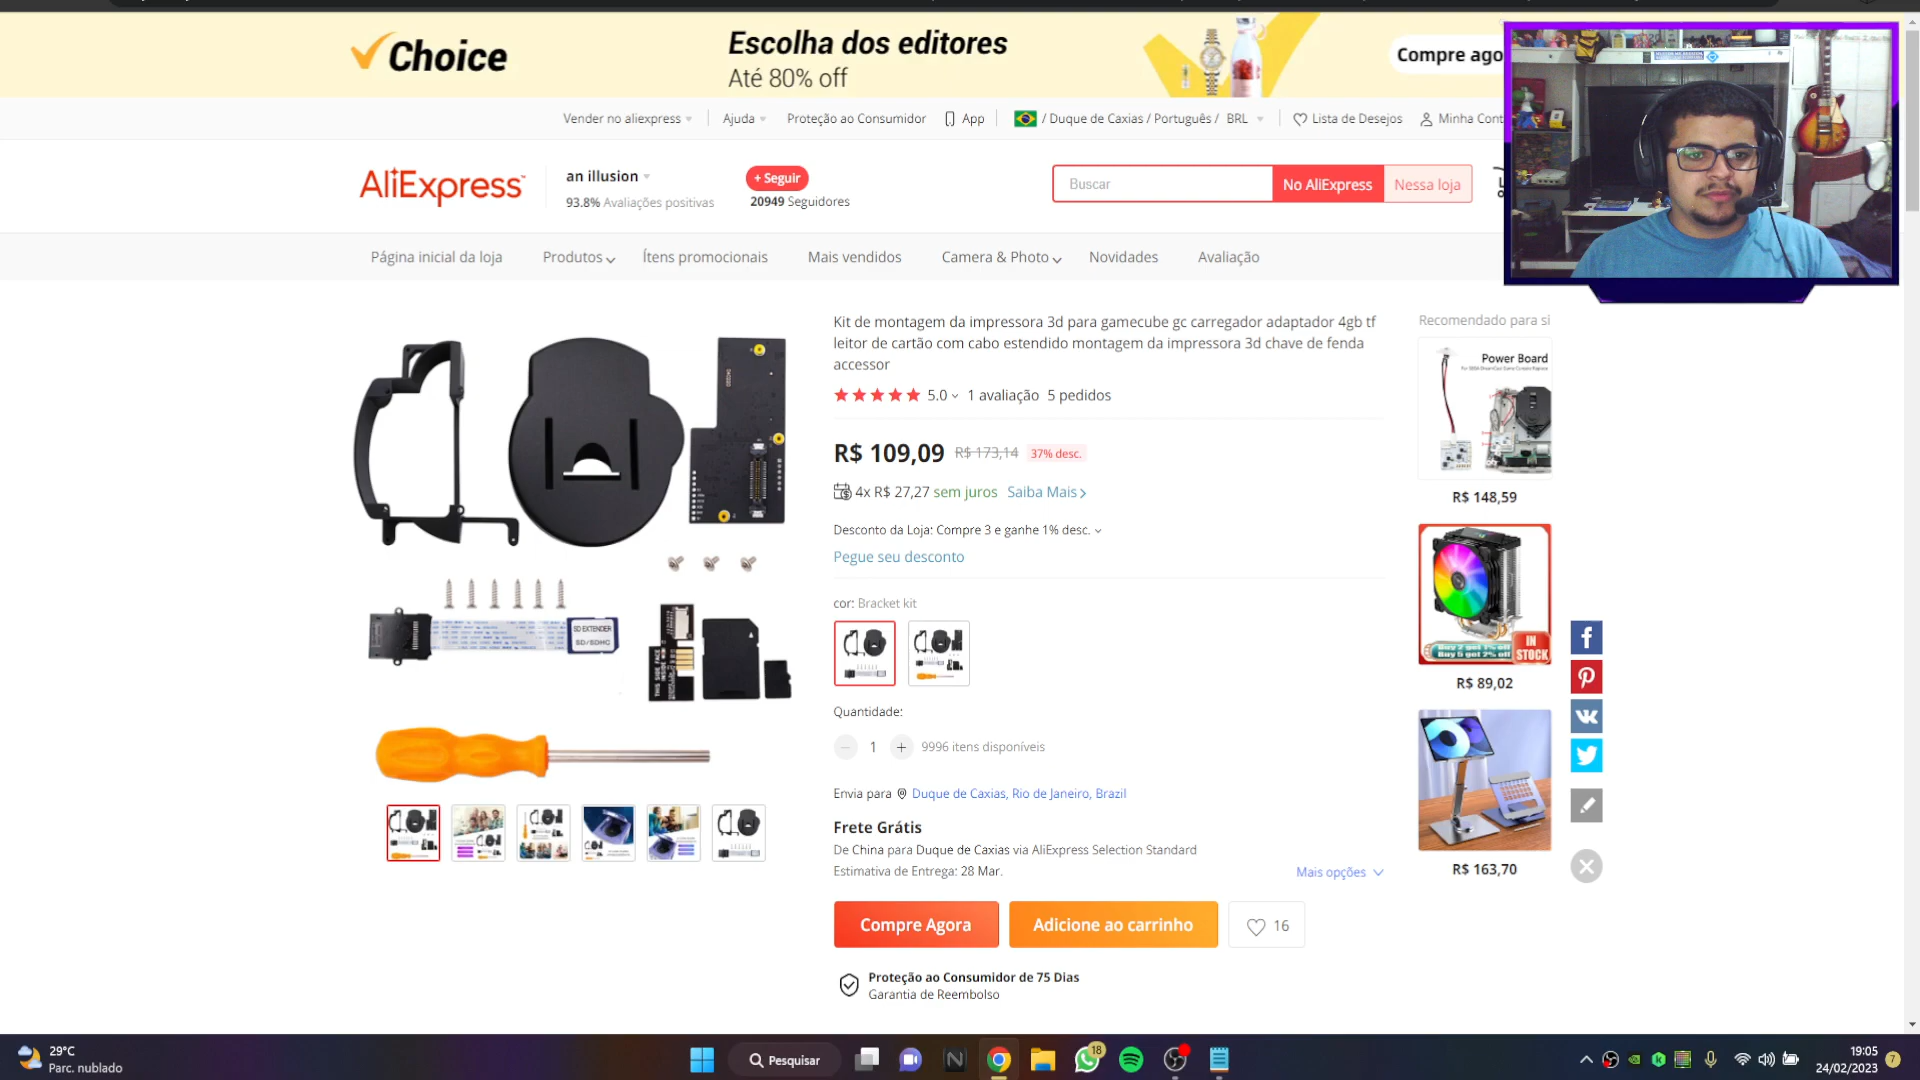 Choice
Escolha dos editores
Até 80% off
Compre ago
Vender no aliexpress
Ajuda
Proteção ao Consumidor
App
/ Duque de Caxias / Português / BRL
Lista de Desejos
Minha Cont
AliExpress
an illusion
93.8% Avaliações positivas
+ Seguir
20949 Seguidores
Buscar
No AliExpress
Nessa loja
Página inicial da loja
Produtos
Ítens promocionais
Mais vendidos
Camera & Photo
Novidades
Avaliação
Kit de montagem da impressora 3d para gamecube gc carregador adaptador 4gb tf
leitor de cartão com cabo estendido montagem da impressora 3d chave de fenda
accessor
5.0
1 avaliação
5 pedidos
R$ 109,09 R$ 173,14 37% desc.
4x R$ 27,27 sem juros Saiba Mais
Desconto da Loja: Compre 3 e ganhe 1% desc.
Pegue seu desconto
cor: Bracket kit
Quantidade:
1
9996 itens disponíveis
Envia para Duque de Caxias, Rio de Janeiro, Brazil
Frete Grátis
De China para Duque de Caxias via AliExpress Selection Standard
Estimativa de Entrega: 28 Mar.
Mais opções
Compre Agora
Adicione ao carrinho
16
Proteção ao Consumidor de 75 Dias
Garantia de Reembolso
SD EXTENDER
SD/SDHC
THIS SIDE FACE
Recomendado para si
Power Board
R$ 148,59
IN
STOCK
R$ 89,02
R$ 163,70
29°C
Parc. nublado
Pesquisar
18
19:05
24/02/2023
7